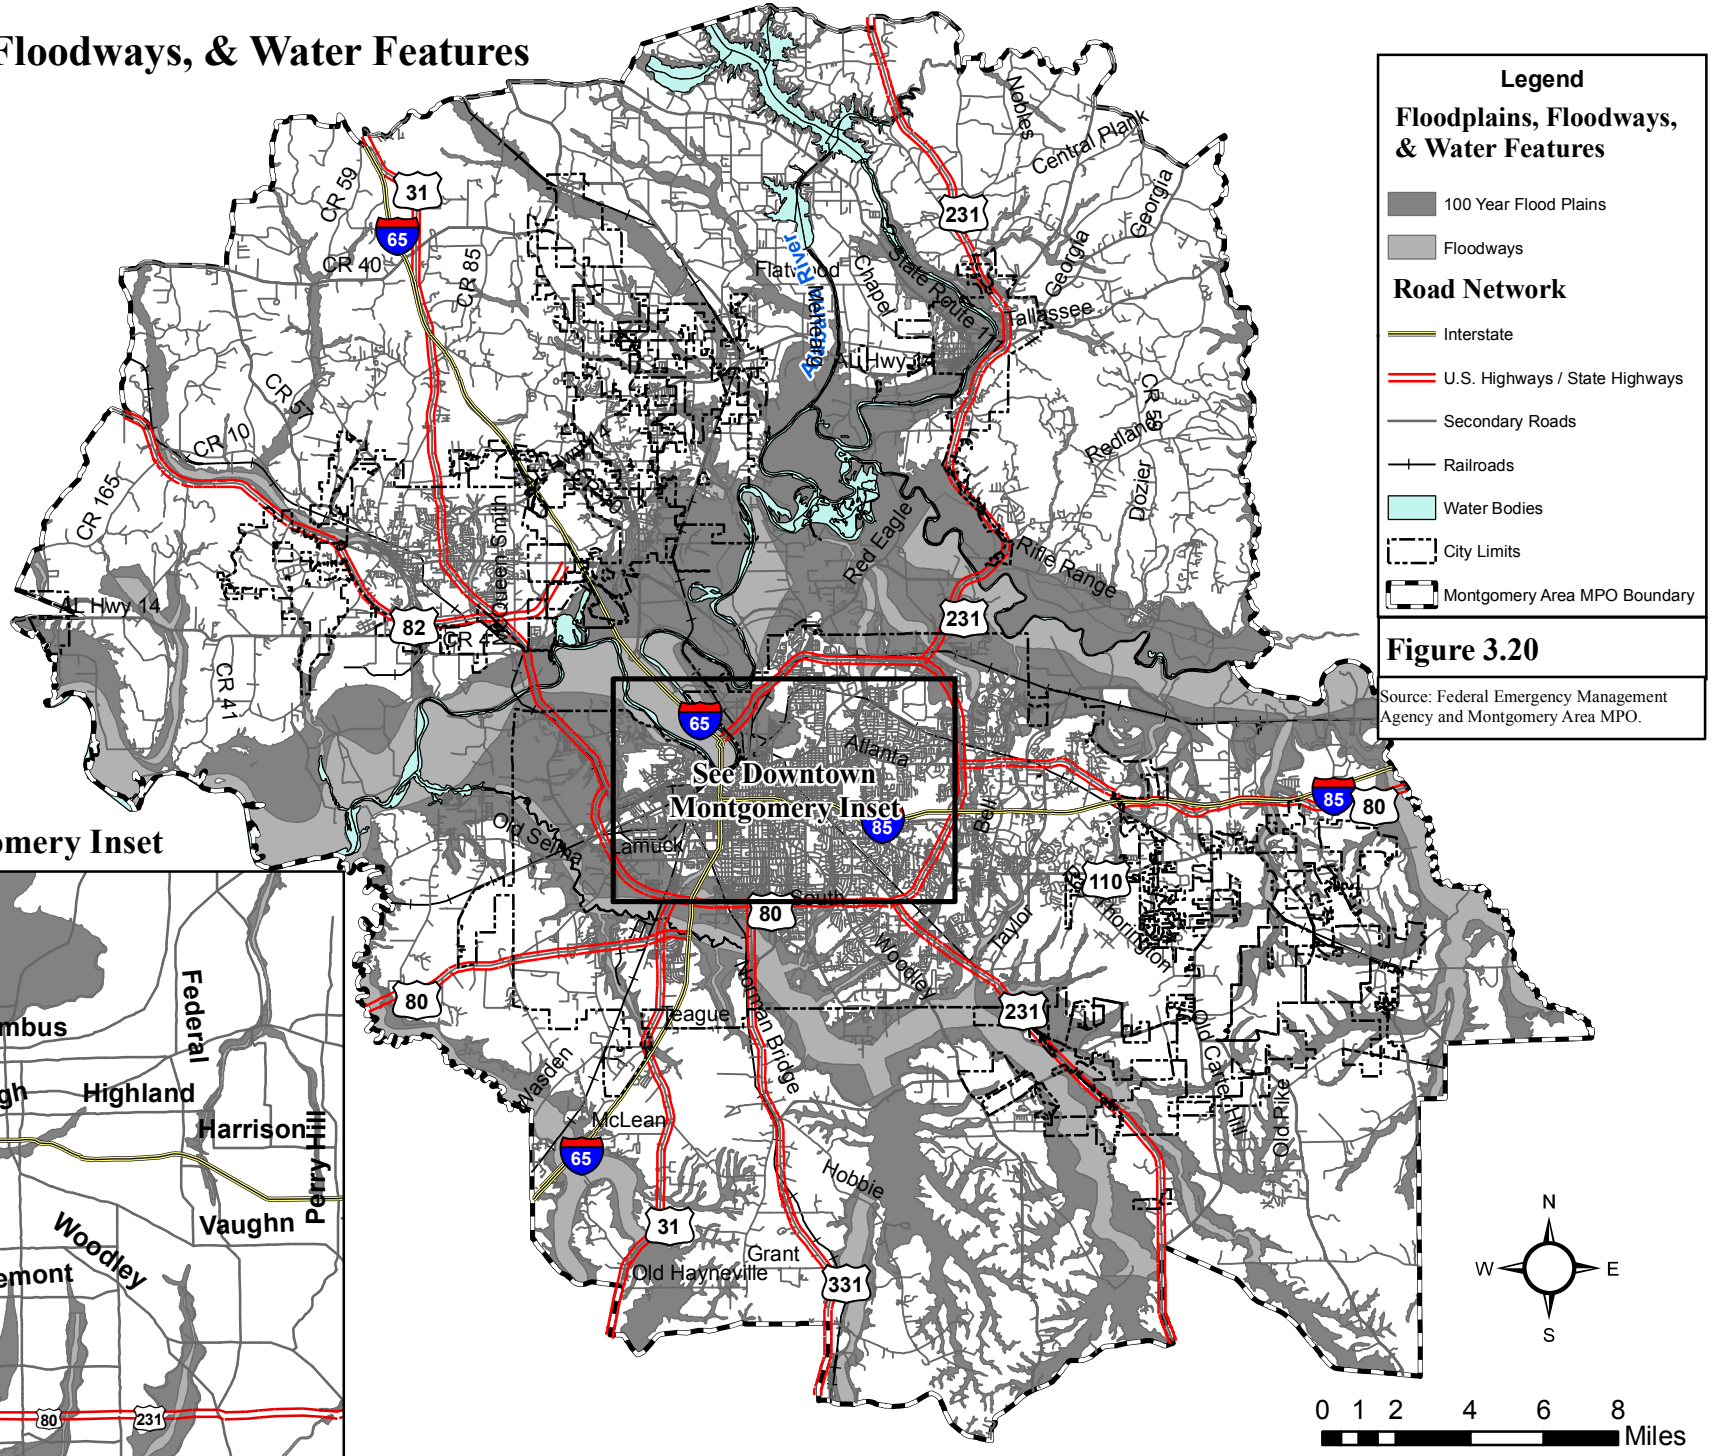 Floodways, & Water Features
Legend
Floodplains, Floodways,
& Water Features
100 Year Flood Plains
Floodways
Road Network
Interstate
U.S. Highways / State Highways
Secondary Roads
Railroads
Water Bodies
City Limits
Montgomery Area MPO Boundary
Figure 3.20
Source: Federal Emergency Management
Agency and Montgomery Area MPO.
Nobles
Central Plank
CR 59
31
65
231
Georgia
CR 40
CR 85
Alabama River
Flatwood
Chapel
State Route 1
Georgia
Tallassee
AL Hwy 14
CR 57
CR 10
CR 165
Redland
Dozier
Queen Smith
Red Eagle
Rifle Range
AL Hwy 14
82
CR 4
231
CR 41
65
Atlanta
See Downtown
Montgomery Inset
85
Bell
85
80
Old Selma
Lamuck
110
South
80
Taylor
Thorington
Woodley
80
Teague
Norman Bridge
231
Wasden
Old Carter Hill
Old Pike
McLean
65
Hobbie
31
Grant
Old Hayneville
331
omery Inset
mbus
Federal
gh
Highland
Harrison
Perry Hill
Vaughn
Woodley
emont
80
231
N
W
E
S
0 1 2 4 6 8
Miles